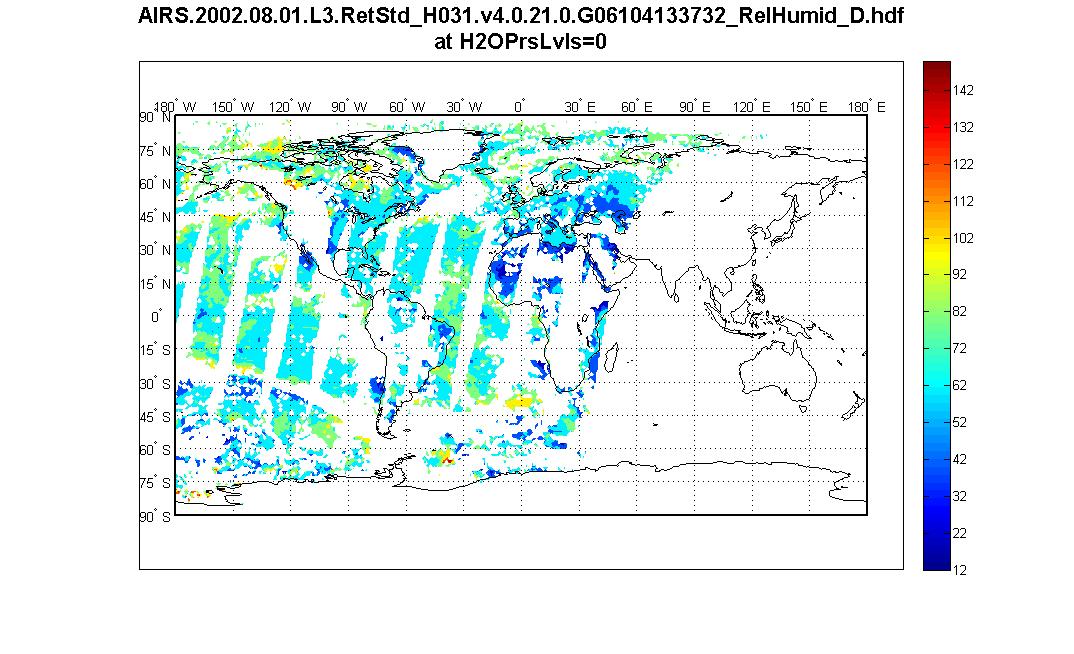 AIRS.2002.08.01.L3.RetStd_H031.v4.0.21.0.G06104133732_RelHumid_D.hdf
at H2OPrsLvls=0
180° W 150° W 120° W 90° W 60° W 30° W 0° 30° E 60° E 90° E 120° E 150° E 180° E
90° N
75° N
60° N
45° N
30° N
15° N
0°
15° S
30° S
45° S
60° S
75° S
90° S
142
132
122
112
102
92
82
72
62
52
42
32
22
12